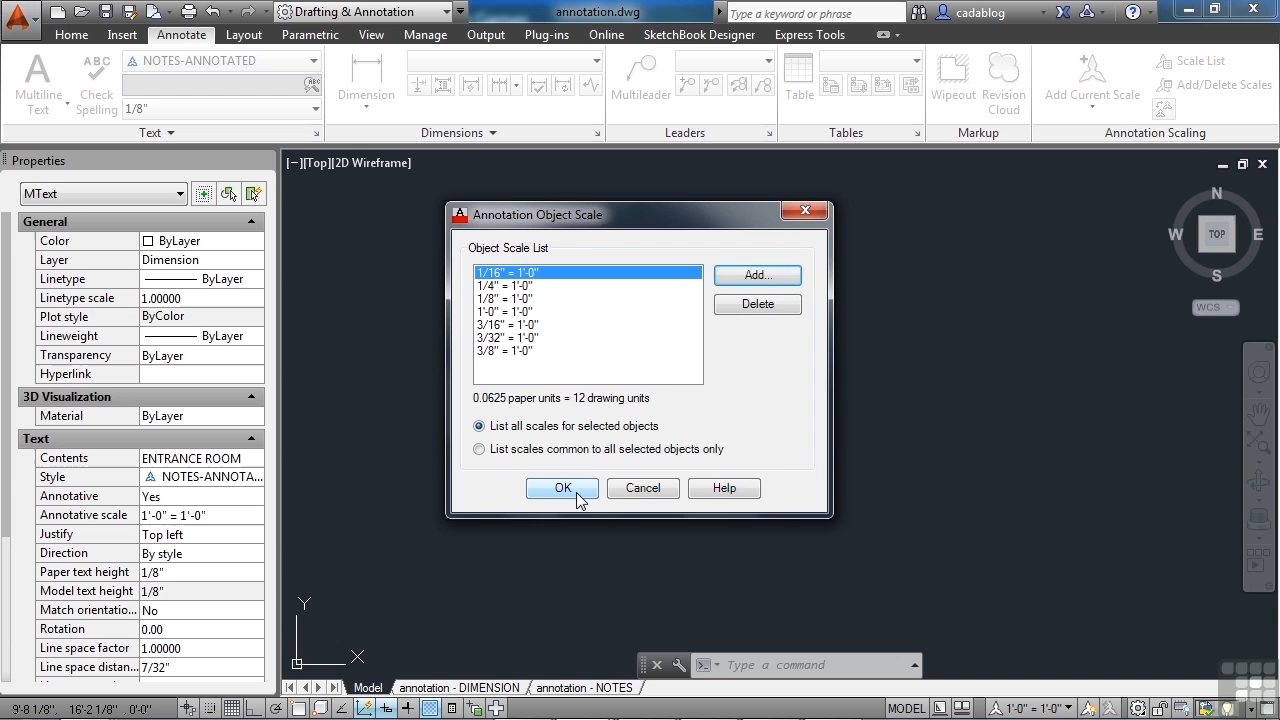 Drafting & Annotation
annotation.dwg
Type a keyword or phrase
cadablog
Home Insert Annotate Layout Parametric View Manage Output Plug-ins Online SketchBook Designer Express Tools
A
Multiline Text
ABC
Check Spelling
NOTES-ANNOTATED
1/8"
Text
Dimension
Dimensions
Multileader
Leaders
Table
Tables
Wipeout
Revision Cloud
Markup
Add Current Scale
Scale List
Add/Delete Scales
Annotation Scaling
Properties
MText
General
Color ByLayer
Layer Dimension
Linetype ByLayer
Linetype scale 1.00000
Plot style ByColor
Lineweight ByLayer
Transparency ByLayer
Hyperlink
3D Visualization
Material ByLayer
Text
Contents ENTRANCE ROOM
Style NOTES-ANNOTA...
Annotative Yes
Annotative scale 1'-0" = 1'-0"
Justify Top left
Direction By style
Paper text height 1/8"
Model text height 1/8"
Match orientatio... No
Rotation 0.00
Line space factor 1.00000
Line space distan... 7/32"
[−][Top][2D Wireframe]
N
W TOP E
S
WCS
A Annotation Object Scale
Object Scale List
1/16" = 1'-0"
1/4" = 1'-0"
1/8" = 1'-0"
1'-0" = 1'-0"
3/16" = 1'-0"
3/32" = 1'-0"
3/8" = 1'-0"
Add...
Delete
0.0625 paper units = 12 drawing units
List all scales for selected objects
List scales common to all selected objects only
OK Cancel Help
Y
X
Type a command
Model annotation - DIMENSION annotation - NOTES
9'-8 1/8", 16'-2 1/8" , 0'-0"
MODEL
1'-0" = 1'-0"